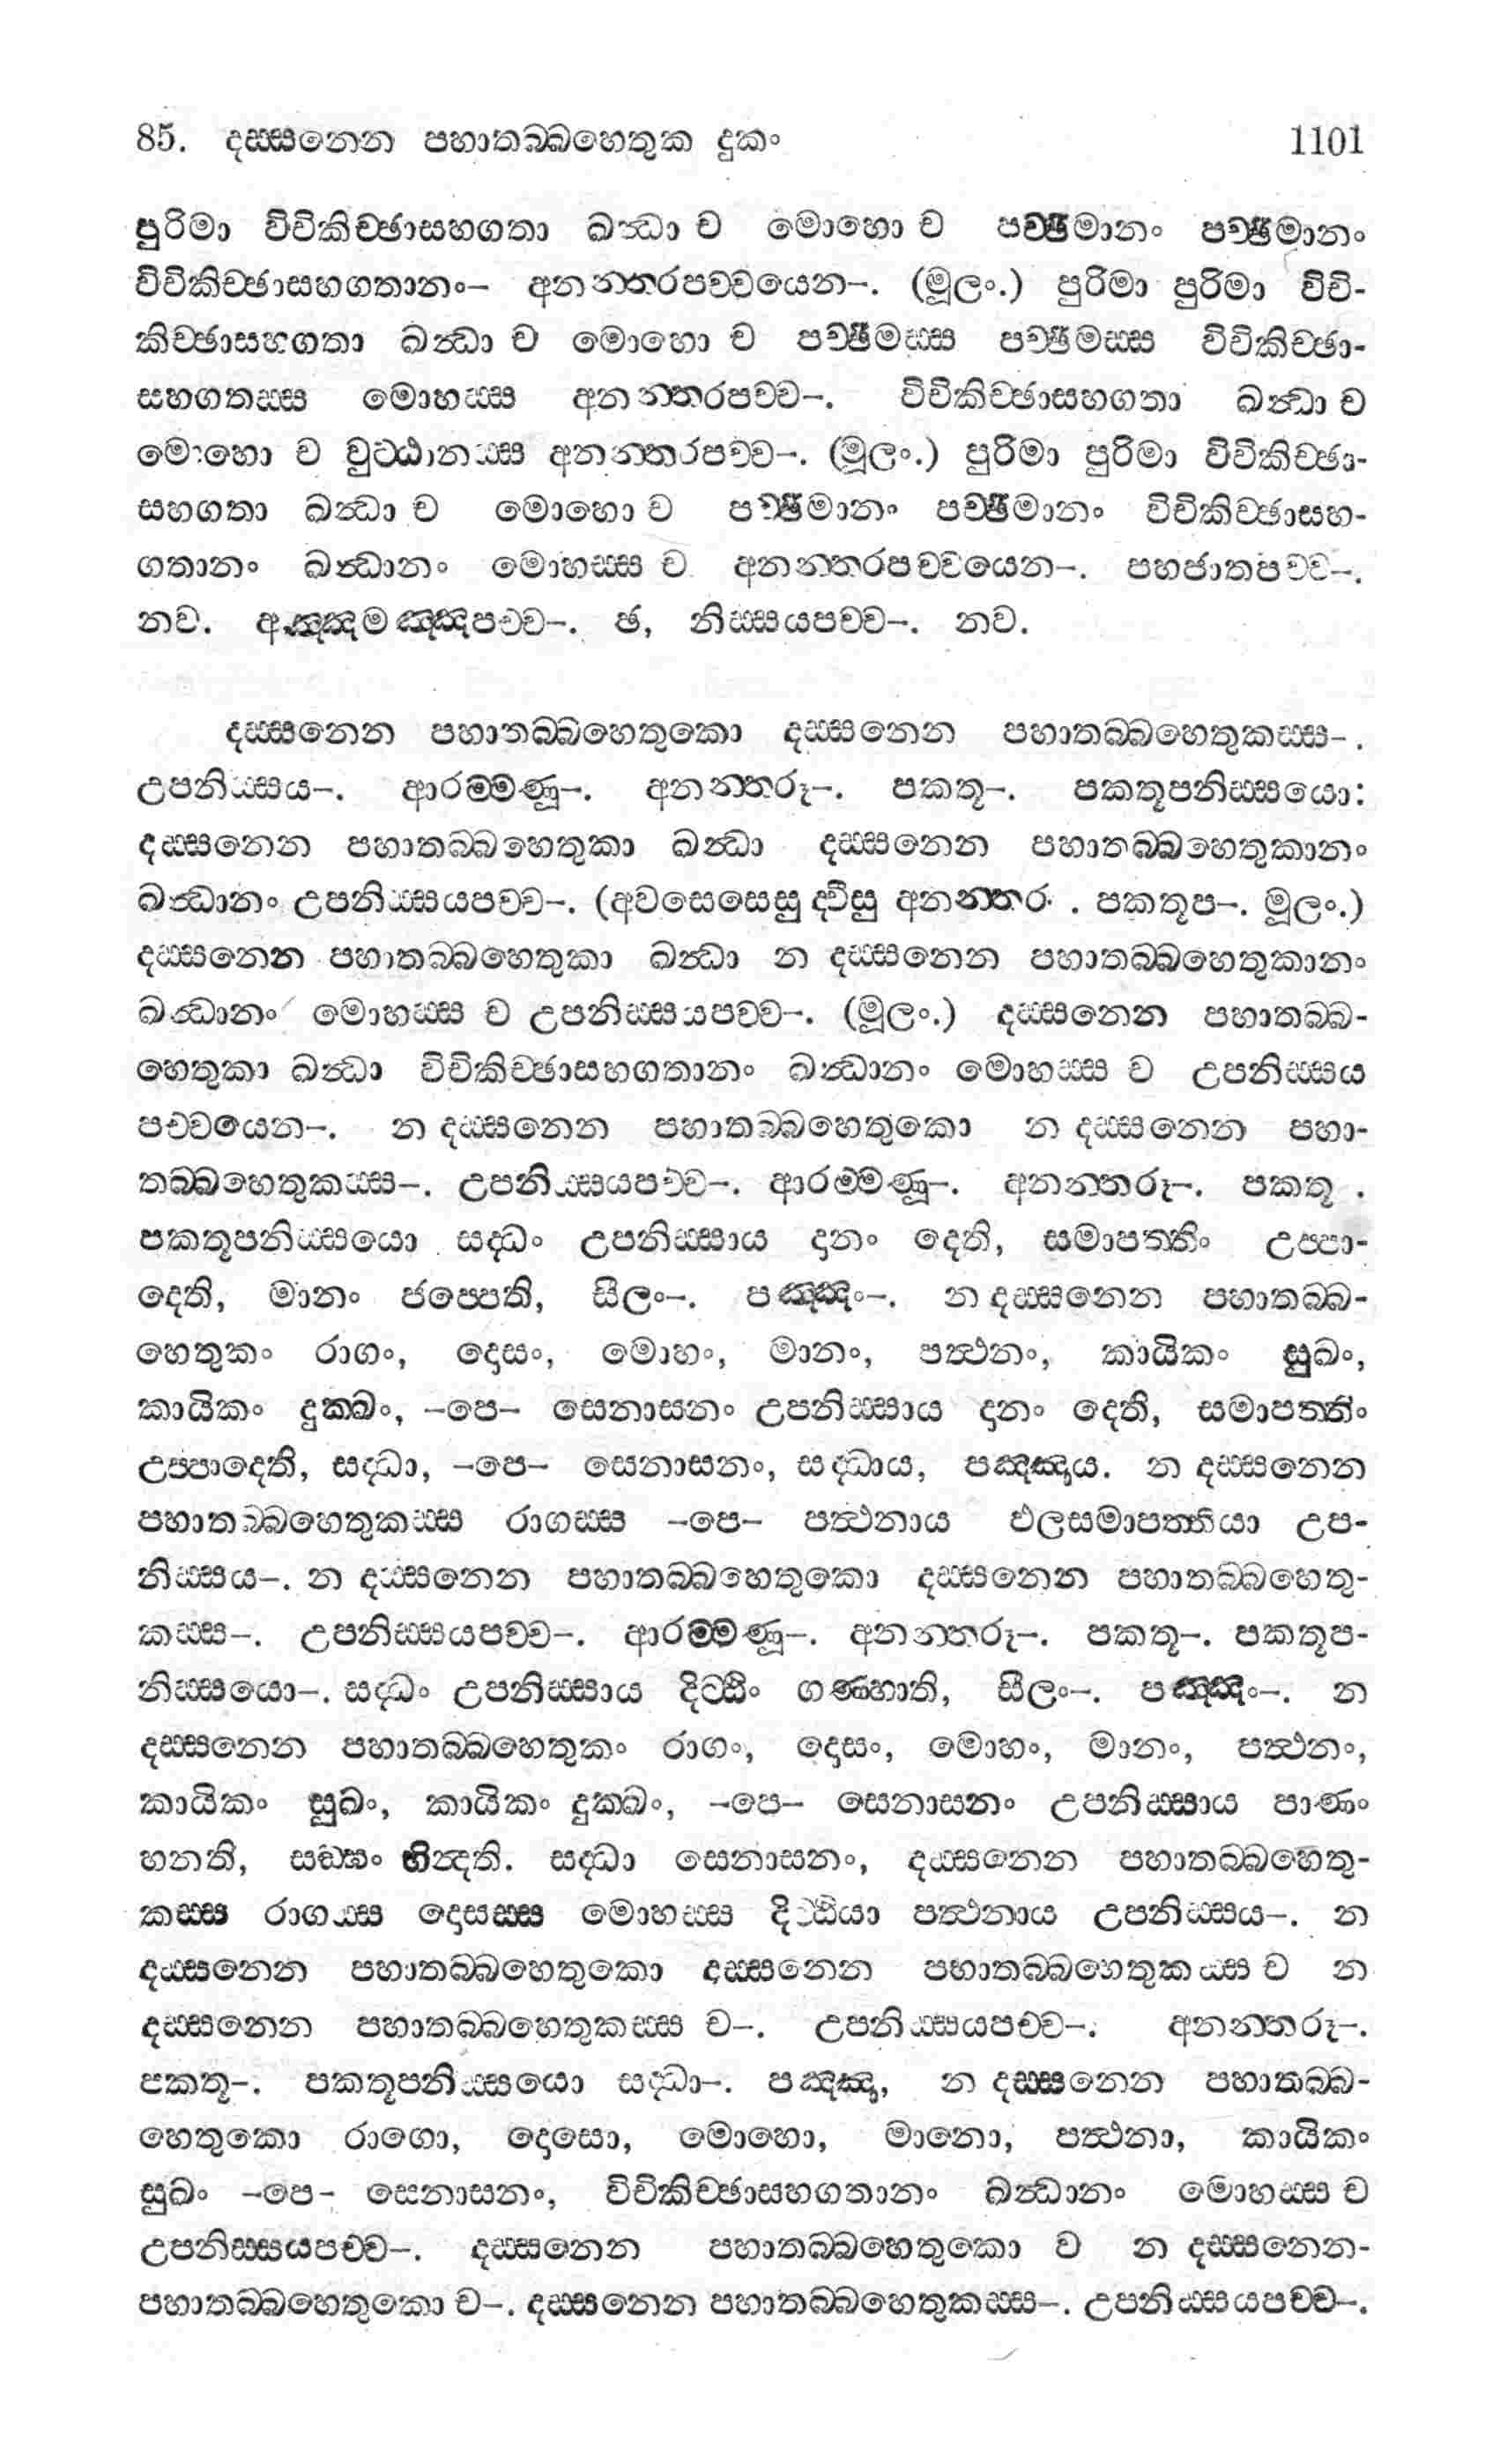 85. දස්සනෙන පහාතබ්බහෙතුක දුකං 1101
පුරිමා විචිකිච්ඡාසහගතා ඛන්ධා ච මොහො ච පච්ඡිමානං පච්ඡිමානං
විචිකිච්ඡාසහගතානං- අනන්තරපච්චයෙන-. (මූලං.) පුරිමා පුරිමා විචි-
කිච්ඡාසහගතා ඛන්ධා ච මොහො ච පච්ඡිමස්ස පච්ඡිමස්ස විචිකිච්ඡා-
සහගතස්ස මොහස්ස අනන්තරපච්ච-. විචිකිච්ඡාසහගතා ඛන්ධා ච
මොහො ච වුට්ඨානස්ස අනන්තරපච්ච-. (මූලං.) පුරිමා පුරිමා විචිකිච්ඡා-
සහගතා ඛන්ධා ච මොහො ච පච්ඡිමානං පච්ඡිමානං විචිකිච්ඡාසහ-
ගතානං ඛන්ධානං මොහස්ස ච අනන්තරපච්චයෙන-. පහජාතපච්ච-.
නව. අඤ්ඤමඤ්ඤපච්ච-. ඡ, නිස්සයපච්ච-. නව.
දස්සනෙන පහාතබ්බහෙතුකො දස්සනෙන පහාතබ්බහෙතුකස්ස-.
උපනිස්සය-. ආරම්මණූ-. අනන්තරූ-. පකතූ-. පකතූපනිස්සයො:
දස්සනෙන පහාතබ්බහෙතුකා ඛන්ධා දස්සනෙන පහාතබ්බහෙතුකානං
ඛන්ධානං උපනිස්සයපච්ච-. (අවසෙසෙසු ද්වීසු අනන්තර . පකතූප-. මූලං.)
දස්සනෙන පහාතබ්බහෙතුකා ඛන්ධා න දස්සනෙන පහාතබ්බහෙතුකානං
ඛන්ධානං මොහස්ස ච උපනිස්සයපච්ච-. (මූලං.) දස්සනෙන පහාතබ්බ-
හෙතුකා ඛන්ධා විචිකිච්ඡාසහගතානං ඛන්ධානං මොහස්ස ච උපනිස්සය
පච්චයෙන-. න දස්සනෙන පහාතබ්බහෙතුකො න දස්සනෙන පහා-
තබ්බහෙතුකස්ස-. උපනිස්සයපච්ච-. ආරම්මණූ-. අනන්තරූ-. පකතූ .
පකතූපනිස්සයො සද්ධං උපනිස්සාය දානං දෙති, සමාපත්තිං උප්පා-
දෙති, මානං ජප්පෙති, සීලං-. පඤ්ඤං-. න දස්සනෙන පහාතබ්බ-
හෙතුකං රාගං, දොසං, මොහං, මානං, පත්ථනං, කායිකං සුඛං,
කායිකං දුක්ඛං, -පෙ- සෙනාසනං උපනිස්සාය දානං දෙති, සමාපත්තිං
උප්පාදෙති, සද්ධා, -පෙ- සෙනාසනං, සද්ධාය, පඤ්ඤාය. න දස්සනෙන
පහාතබ්බහෙතුකස්ස රාගස්ස -පෙ- පත්ථනාය ඵලසමාපත්තියා උප-
නිස්සය-. න දස්සනෙන පහාතබ්බහෙතුකො දස්සනෙන පහාතබ්බහෙතු-
කස්ස-. උපනිස්සයපච්ච-. ආරම්මණූ-. අනන්තරූ-. පකතූ-. පකතූප-
නිස්සයො-. සද්ධං උපනිස්සාය දිට්ඨිං ගණ්හාති, සීලං-. පඤ්ඤං-. න
දස්සනෙන පහාතබ්බහෙතුකං රාගං, දොසං, මොහං, මානං, පත්ථනං,
කායිකං සුඛං, කායිකං දුක්ඛං, -පෙ- සෙනාසනං උපනිස්සාය පාණං
හනති, සඞ්ඝං භින්දති. සද්ධා සෙනාසනං, දස්සනෙන පහාතබ්බහෙතු-
කස්ස රාගස්ස දොසස්ස මොහස්ස දිට්ඨියා පත්ථනාය උපනිස්සය-. න
දස්සනෙන පහාතබ්බහෙතුකො දස්සනෙන පහාතබ්බහෙතුකස්ස ච න
දස්සනෙන පහාතබ්බහෙතුකස්ස ච-. උපනිස්සයපච්ච-. අනන්තරූ-.
පකතූ-. පකතූපනිස්සයො සද්ධා-. පඤ්ඤා, න දස්සනෙන පහාතබ්බ-
හෙතුකො රාගො, දොසො, මොහො, මානො, පත්ථනා, කායිකං
සුඛං -පෙ- සෙනාසනං, විචිකිච්ඡාසහගතානං ඛන්ධානං මොහස්ස ච
උපනිස්සයපච්ච-. දස්සනෙන පහාතබ්බහෙතුකො ච න දස්සනෙන-
පහාතබ්බහෙතුකො ච-. දස්සනෙන පහාතබ්බහෙතුකස්ස-. උපනිස්සයපච්ච-.